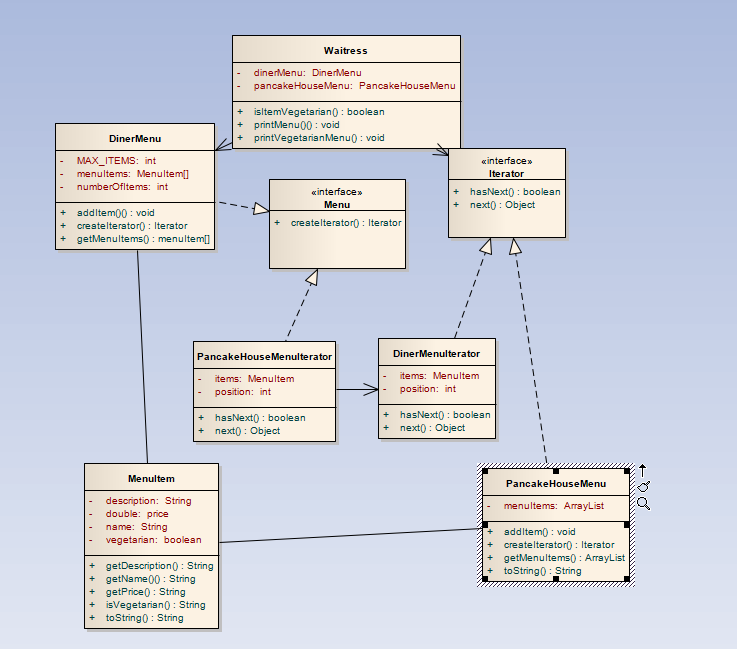 Waitress
- dinerMenu: DinerMenu
- pancakeHouseMenu: PancakeHouseMenu
+ isItemVegetarian() : boolean
+ printMenu()() : void
+ printVegetarianMenu() : void
DinerMenu
- MAX_ITEMS: int
- menuItems: MenuItem[]
- numberOfItems: int
+ addItem()() : void
+ createIterator() : Iterator
+ getMenuItems() : menuItem[]
«interface»
Menu
+ createIterator() : Iterator
«interface»
Iterator
+ hasNext() : boolean
+ next() : Object
PancakeHouseMenuIterator
- items: MenuItem
- position: int
+ hasNext() : boolean
+ next() : Object
DinerMenuIterator
- items: MenuItem
- position: int
+ hasNext() : boolean
+ next() : Object
MenuItem
- description: String
- double: price
- name: String
- vegetarian: boolean
+ getDescription() : String
+ getName()() : String
+ getPrice() : String
+ isVegetarian() : String
+ toString() : String
PancakeHouseMenu
- menuItems: ArrayList
+ addItem() : void
+ createIterator() : Iterator
+ getMenuItems() : ArrayList
+ toString() : String